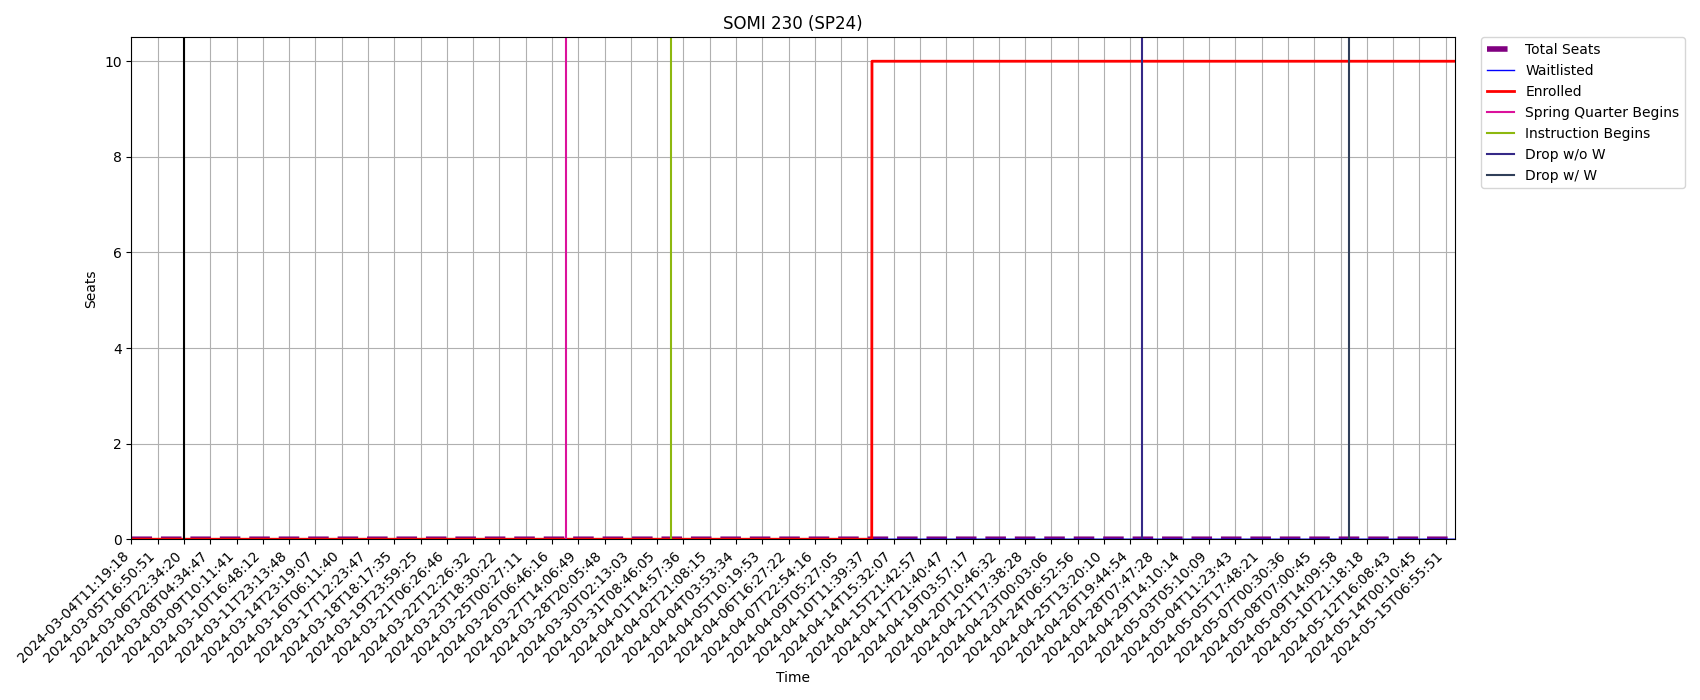 SOMI 230 (SP24)
10
8
6
4
2
0
Seats
Total Seats
Waitlisted
Enrolled
Spring Quarter Begins
Instruction Begins
Drop w/o W
Drop w/ W
2024-03-04T11:19:18
2024-03-05T16:50:51
2024-03-06T22:34:20
2024-03-08T04:34:47
2024-03-09T10:11:41
2024-03-10T16:48:12
2024-03-11T23:13:48
2024-03-14T23:19:07
2024-03-16T06:11:40
2024-03-17T12:23:47
2024-03-18T18:17:35
2024-03-19T23:59:25
2024-03-21T06:26:46
2024-03-22T12:26:32
2024-03-23T18:30:22
2024-03-25T00:27:11
2024-03-26T06:46:16
2024-03-27T14:06:49
2024-03-28T20:05:48
2024-03-30T02:13:03
2024-03-31T08:46:05
2024-04-01T14:57:36
2024-04-02T21:08:15
2024-04-04T03:53:34
2024-04-05T10:19:53
2024-04-06T16:27:22
2024-04-07T22:54:16
2024-04-09T05:27:05
2024-04-10T11:39:37
2024-04-14T15:32:07
2024-04-15T21:42:57
2024-04-17T21:40:47
2024-04-19T03:57:17
2024-04-20T10:46:32
2024-04-21T17:38:28
2024-04-23T00:03:06
2024-04-24T06:52:56
2024-04-25T13:20:10
2024-04-26T19:44:54
2024-04-28T07:47:28
2024-04-29T14:10:14
2024-05-03T05:10:09
2024-05-04T11:23:43
2024-05-05T17:48:21
2024-05-07T00:30:36
2024-05-08T07:00:45
2024-05-09T14:09:58
2024-05-10T21:18:18
2024-05-12T16:08:43
2024-05-14T00:10:45
2024-05-15T06:55:51
Time